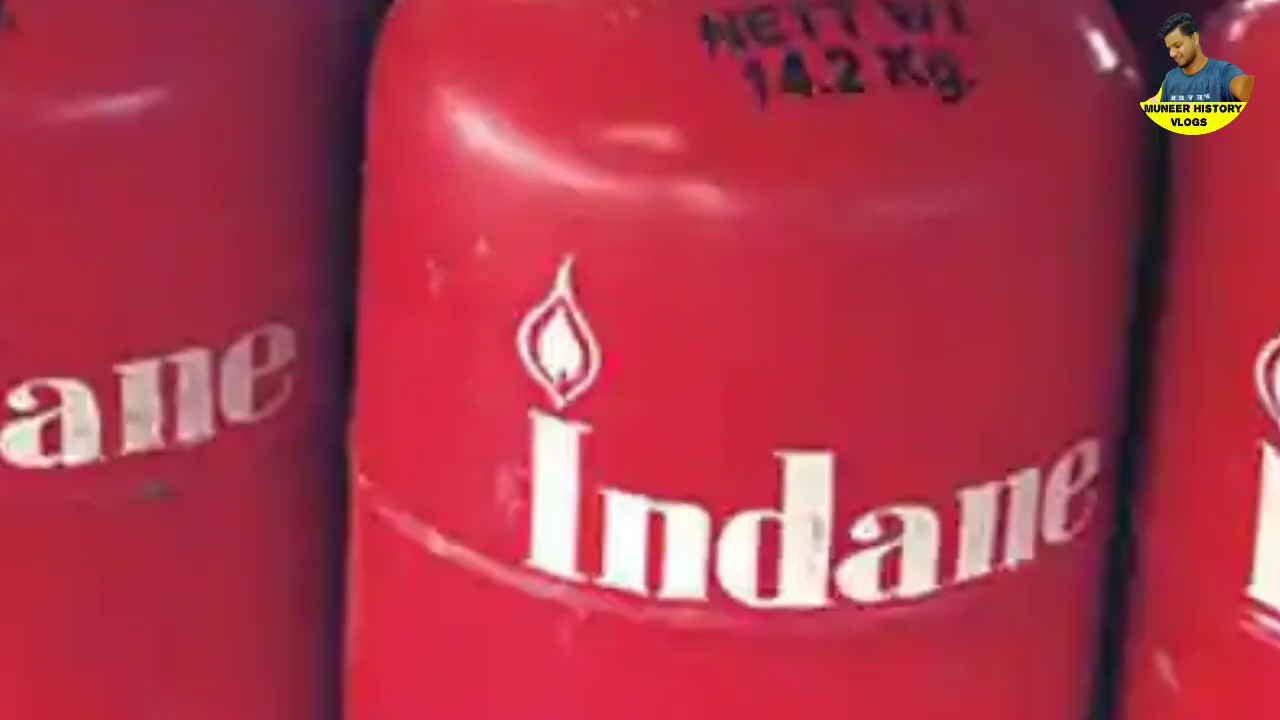 NETT WT
14.2 Kg.
MUNEER HISTORY
VLOGS
ane
Indane